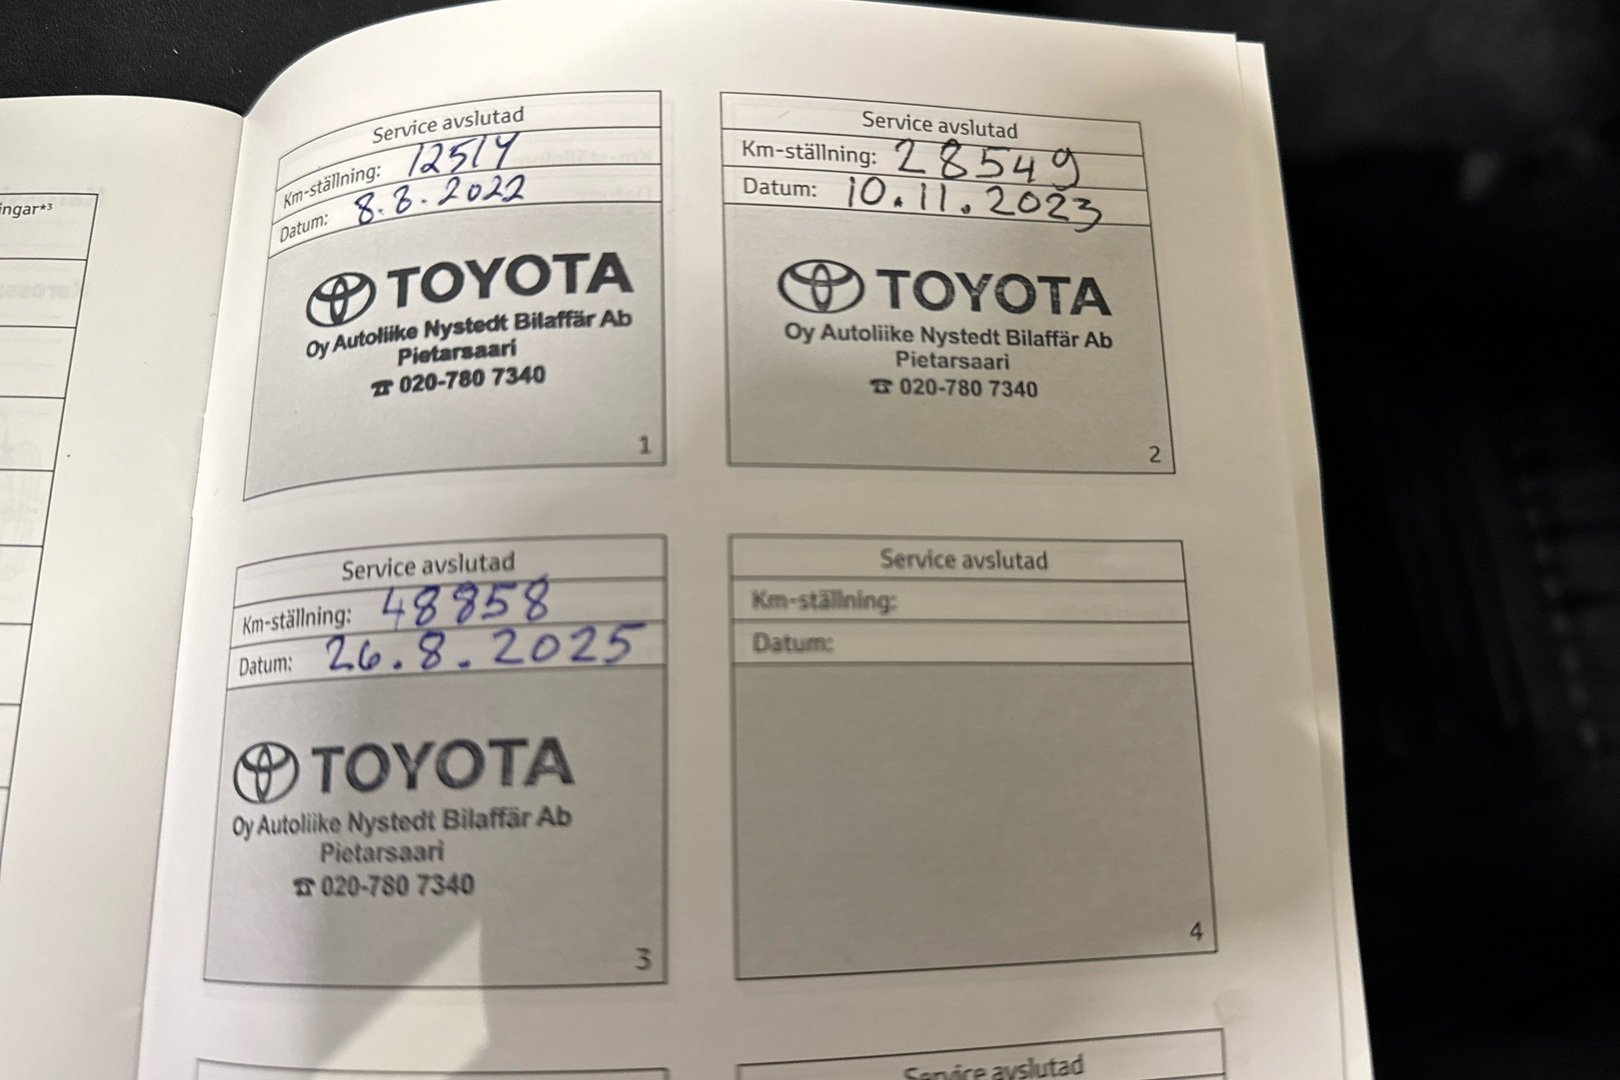 ingar*3
Service avslutad
Km-ställning: 12514
Datum: 8.8.2022
TOYOTA
Oy Autoliike Nystedt Bilaffär Ab
Pietarsaari
☎ 020-780 7340
1
Service avslutad
Km-ställning: 28549
Datum: 10.11.2023
TOYOTA
Oy Autoliike Nystedt Bilaffär Ab
Pietarsaari
☎ 020-780 7340
2
Service avslutad
Km-ställning: 48858
Datum: 26.8.2025
TOYOTA
Oy Autoliike Nystedt Bilaffär Ab
Pietarsaari
☎ 020-780 7340
3
Service avslutad
Km-ställning:
Datum:
4
Service avslutad